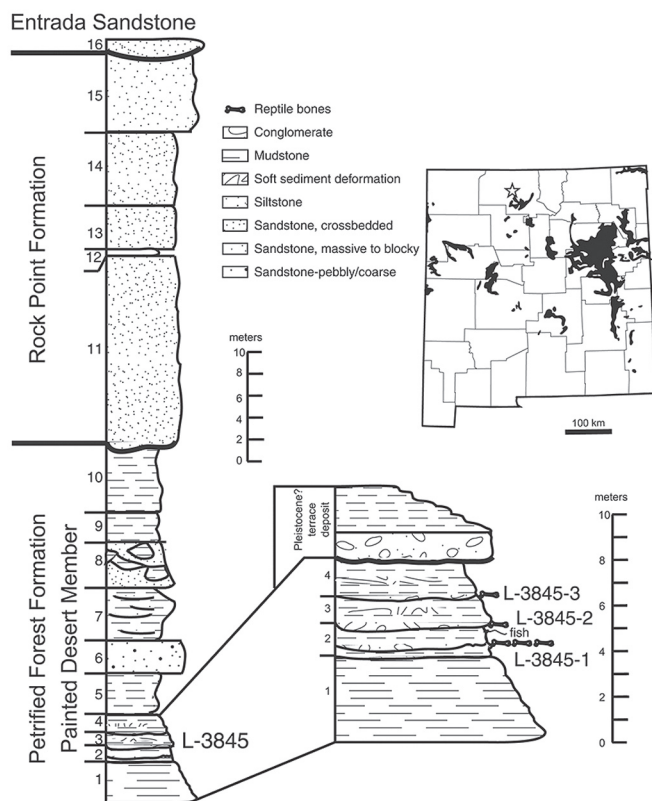 Entrada Sandstone
16
15
14
13
12
11
Rock Point Formation
10
9
8
7
6
5
4
3
2
1
Petrified Forest Formation
Painted Desert Member
L-3845
Reptile bones
Conglomerate
Mudstone
Soft sediment deformation
Siltstone
Sandstone, crossbedded
Sandstone, massive to blocky
Sandstone-pebbly/coarse
meters
10
8
6
4
2
0
100 km
Pleistocene?
terrace
deposit
4
3
2
1
L-3845-3
L-3845-2
fish
L-3845-1
meters
10
8
6
4
2
0